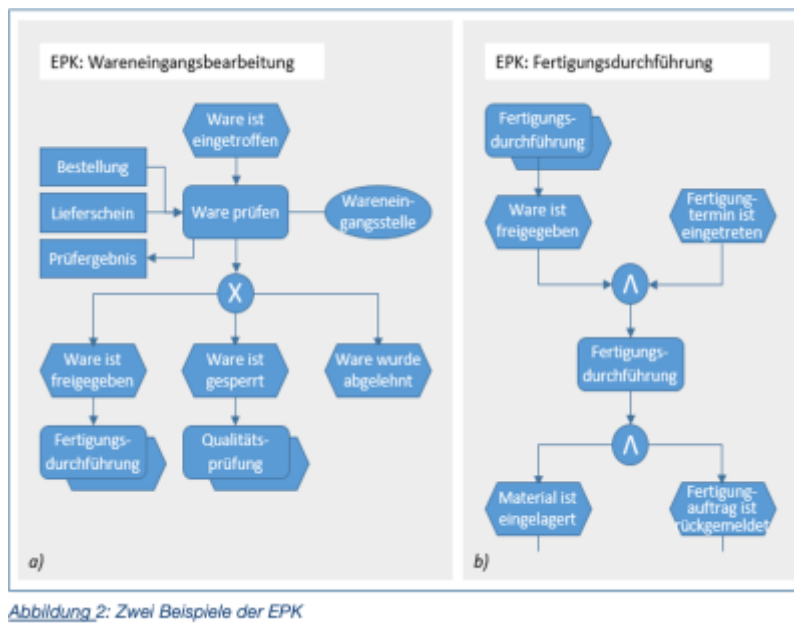 EPK: Wareneingangsbearbeitung
Ware ist
eingetroffen
Bestellung
Lieferschein
Prüfergebnis
Ware prüfen
Wareneingangsstelle
X
Ware ist
freigegeben
Ware ist
gesperrt
Ware wurde
abgelehnt
Fertigungs-
durchführung
Qualitäts-
prüfung
a)
EPK: Fertigungsdurchführung
Fertigungs-
durchführung
Ware ist
freigegeben
Fertigung-
termin ist
eingetreten
Λ
Fertigungs-
durchführung
Λ
Material ist
eingelagert
Fertigung-
auftrag ist
rückgemeldet
b)
Abbildung 2: Zwei Beispiele der EPK